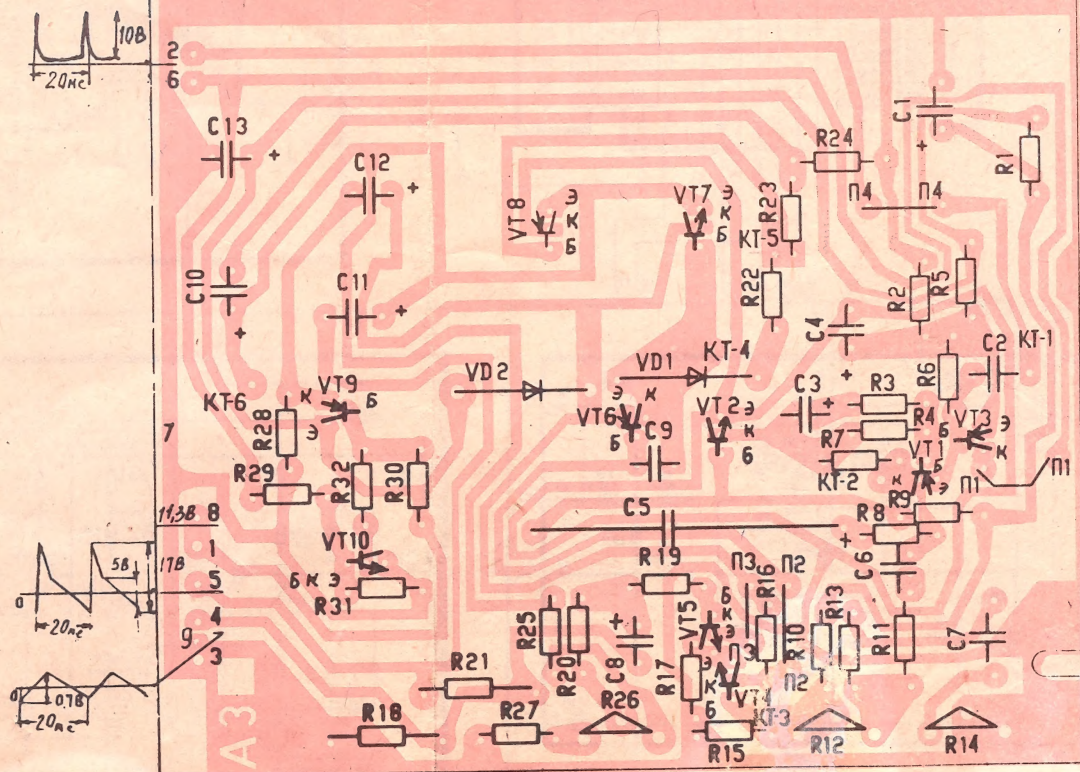 10В
20мс
2
6
C13
C12
C10
C11
VT8
Э
К
Б
VT7
Э
К
Б
R23
КТ-5
R24
C1
R1
П4
П4
R22
R2
R5
C4
C2
КТ-1
VD2
VD1
КТ-4
R6
C3
R3
R4
КТ-6
VT9
К
Б
Э
R28
7
Э
К
VT6
Б
VT2
Э
К
Б
C9
R7
КТ-2
VT1
Б
К
Э
Б
VT3
Э
К
П1
П1
R9
R29
R32
R30
C5
R8
C6
11,3В 8
1
5
4
9
7
3
5В
17В
0
20мс
VT10
Б К Э
R31
R19
П3
R16
П2
R13
R10
R11
C7
R25
R20
C8
VT5
Б
К
Э
R17
П3
Э
К
Б
VT4
КТ-3
П2
R21
R26
R18
R27
R15
R12
R14
0
0,7В
20мс
А3